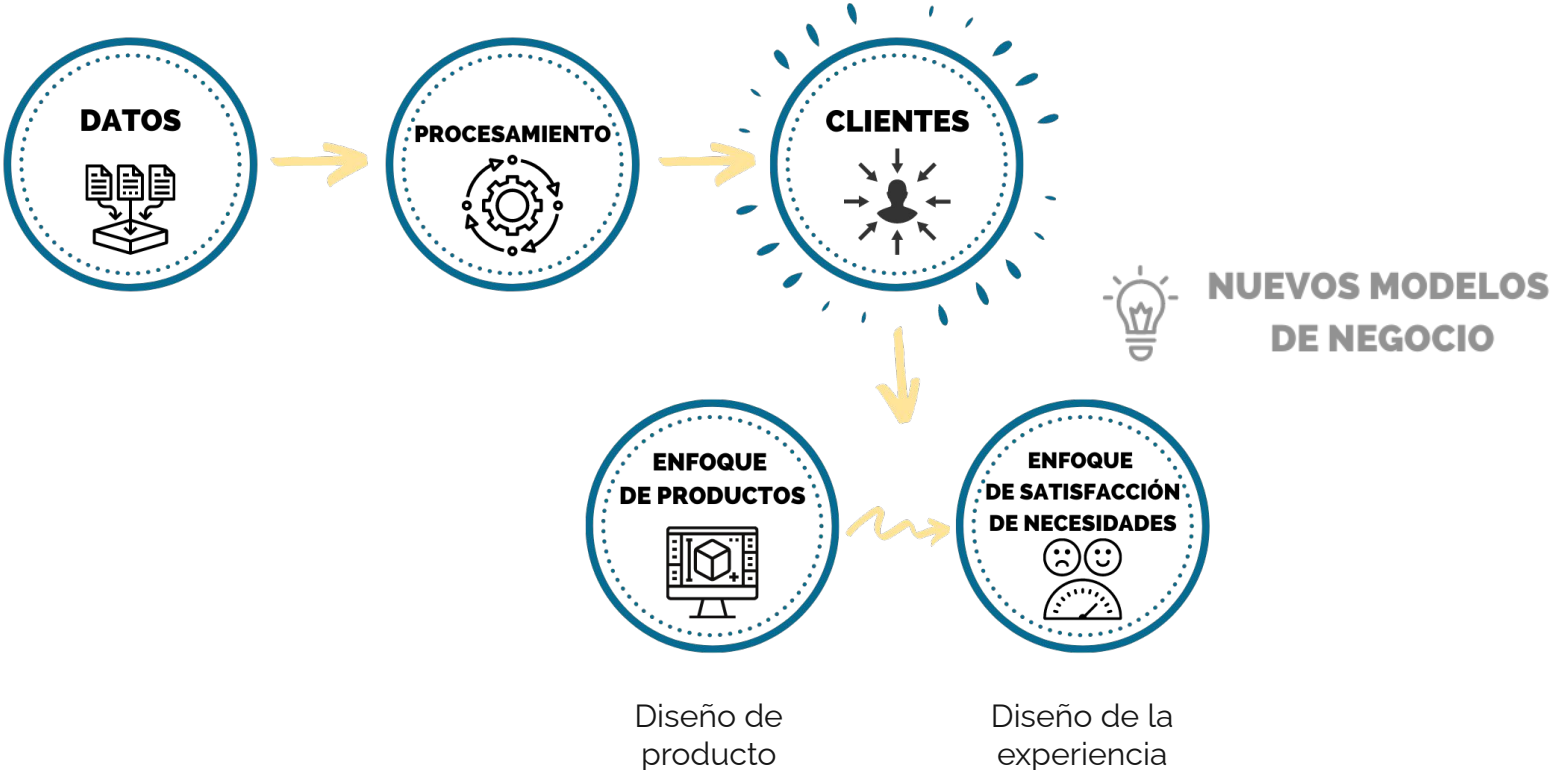 DATOS
PROCESAMIENTO
CLIENTES
NUEVOS MODELOS
DE NEGOCIO
ENFOQUE
DE PRODUCTOS
ENFOQUE
DE SATISFACCIÓN
DE NECESIDADES
Diseño de
producto
Diseño de la
experiencia